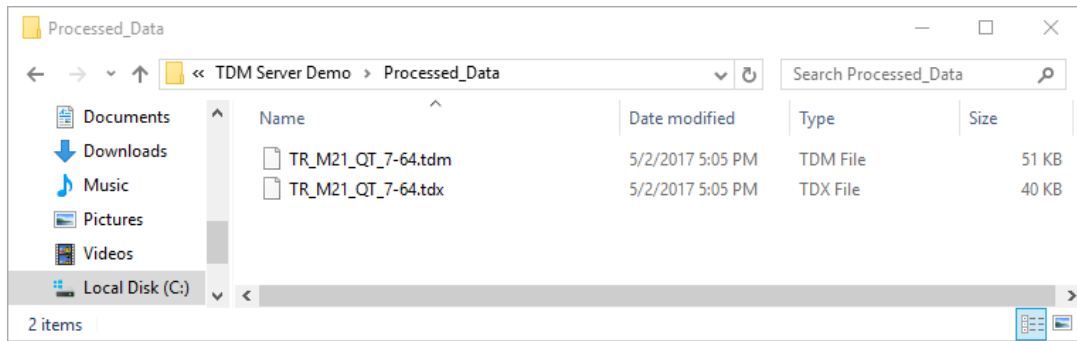 Processed_Data
« TDM Server Demo > Processed_Data
Search Processed_Data
Documents
Downloads
Music
Pictures
Videos
Local Disk (C:)
Name Date modified Type Size
TR_M21_QT_7-64.tdm 5/2/2017 5:05 PM TDM File 51 KB
TR_M21_QT_7-64.tdx 5/2/2017 5:05 PM TDX File 40 KB
2 items